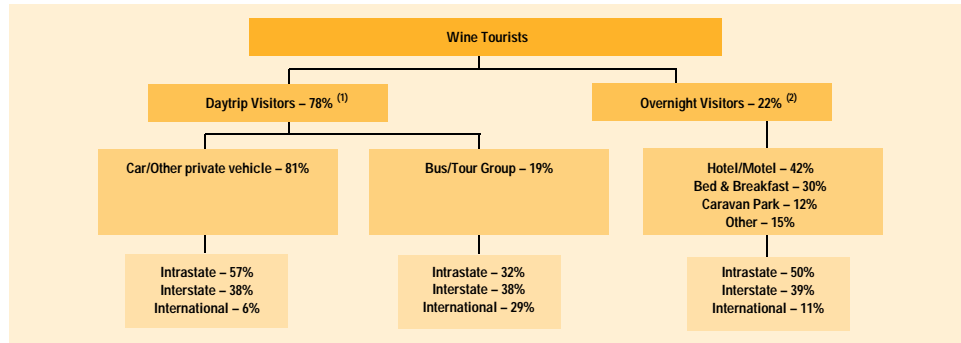 Wine Tourists
Daytrip Visitors – 78% (1)
Overnight Visitors – 22% (2)
Car/Other private vehicle – 81%
Bus/Tour Group – 19%
Hotel/Motel – 42%
Bed & Breakfast – 30%
Caravan Park – 12%
Other – 15%
Intrastate – 57%
Interstate – 38%
International – 6%
Intrastate – 32%
Interstate – 38%
International – 29%
Intrastate – 50%
Interstate – 39%
International – 11%